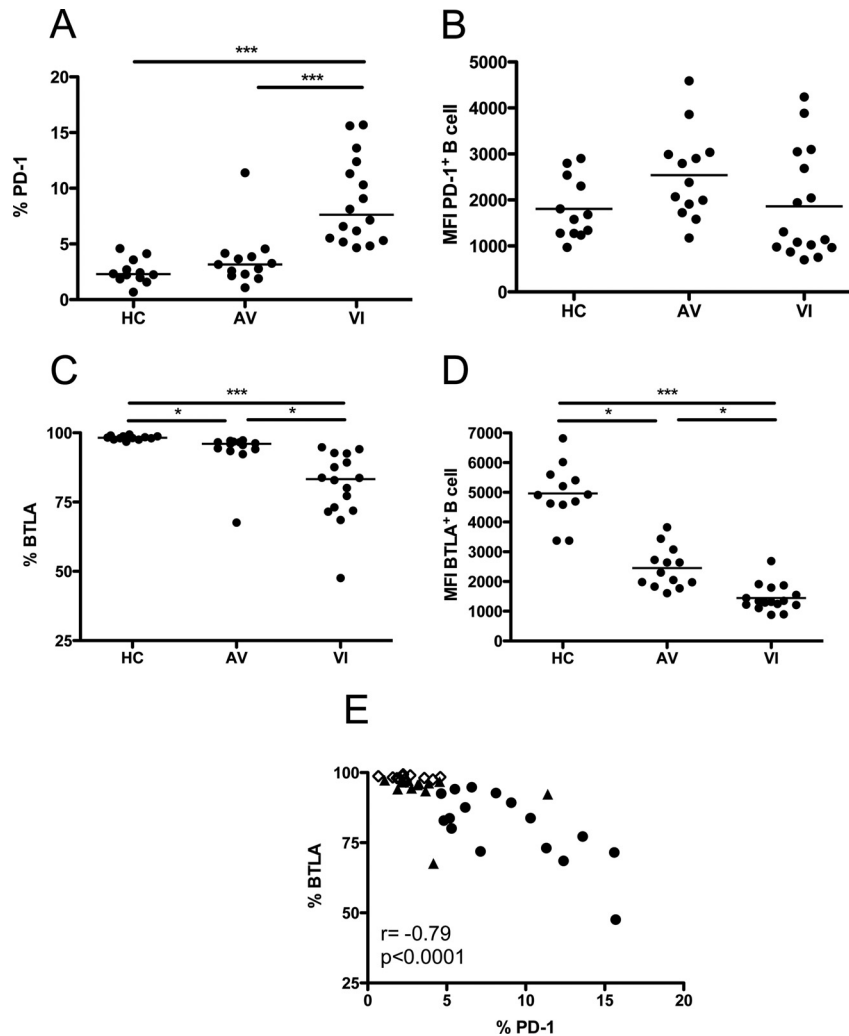 A
***
***
20
15
10
5
0
% PD-1
HC AV VI
B
5000
4000
3000
2000
1000
0
MFI PD-1+ B cell
HC AV VI
C
***
* *
100
75
50
25
% BTLA
HC AV VI
D
***
* *
7000
6000
5000
4000
3000
2000
1000
0
MFI BTLA+ B cell
HC AV VI
E
100
75
50
25
% BTLA
r= -0.79
p<0.0001
0 5 10 15 20
% PD-1